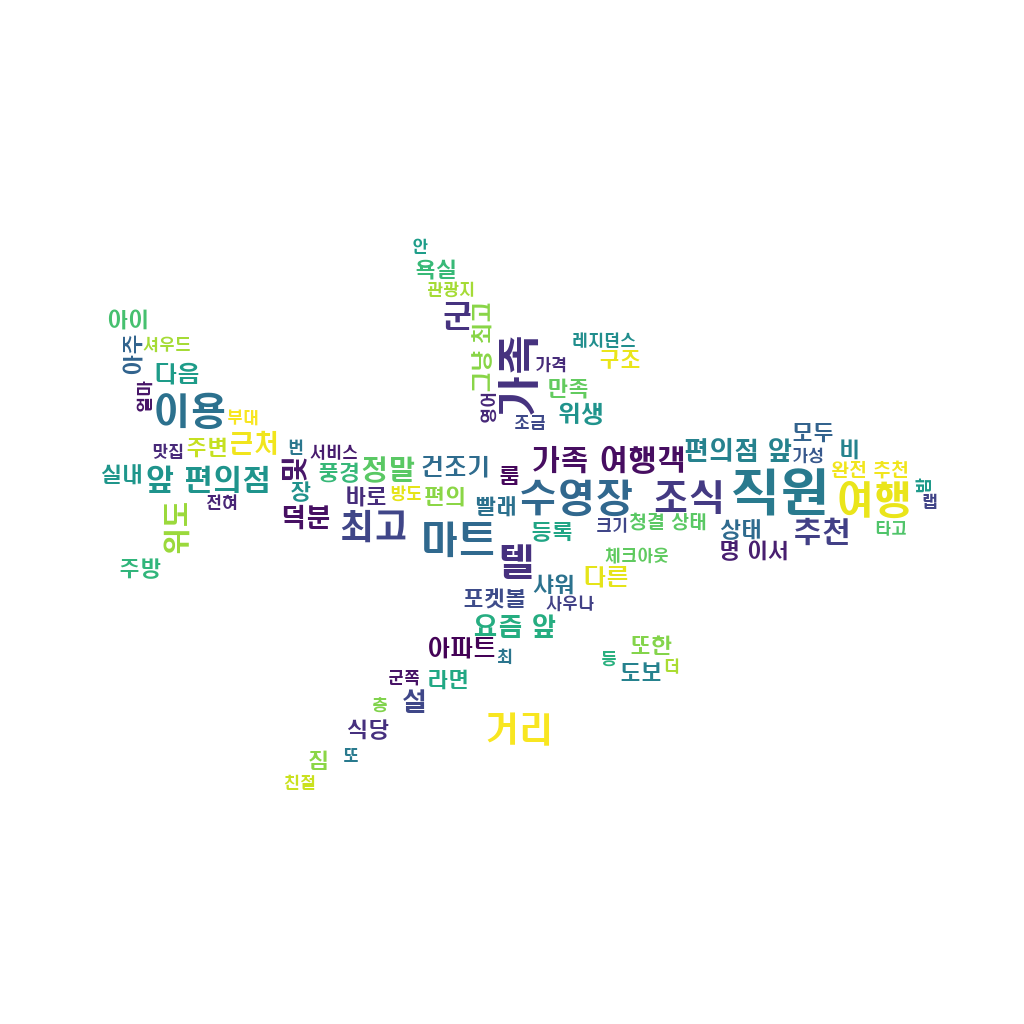 안
욕실
관광지
군
그냥 최고
아이
아주
셔우드
가족
레지던스
구조
가격
다음
얼마
만족
이용
영어
조금
위생
부대
맛집
주변
근처
번
서비스
모두
비
편의점 앞
가성
실내
앞 편의점
및
풍경
정말
건조기
룸
가족 여행객
완전 추천
밤
전혀
장
바로
방도
편의
빨래
수영장
조식
직원
여행
랩
위도
덕분
최고
마트
등록
크기
청결 상태
상태
추천
타고
텔
명 이서
체크아웃
주방
샤워
다른
포켓볼
사우나
요즘 앞
아파트
최
등
또한
도보
더
군쪽
라면
층
설
식당
거리
짐
또
친절